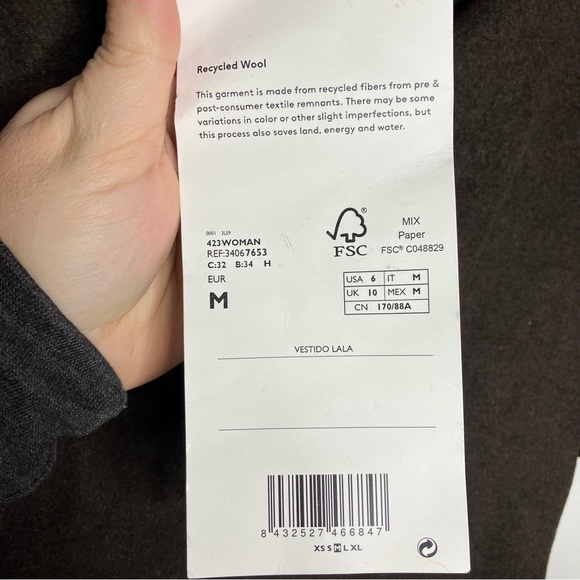 Recycled Wool
This garment is made from recycled fibers from pre &
post-consumer textile remnants. There may be some
variations in color or other slight imperfections, but
this process also saves land, energy and water.
0001 3L59
423WOMAN
REF:34067653
C:32 B:34 H
EUR
M
FSC
MIX
Paper
FSC® C048829
USA 6 IT M
UK 10 MEX M
CN 170/88A
VESTIDO LALA
8 432527 466847
XS S M L XL